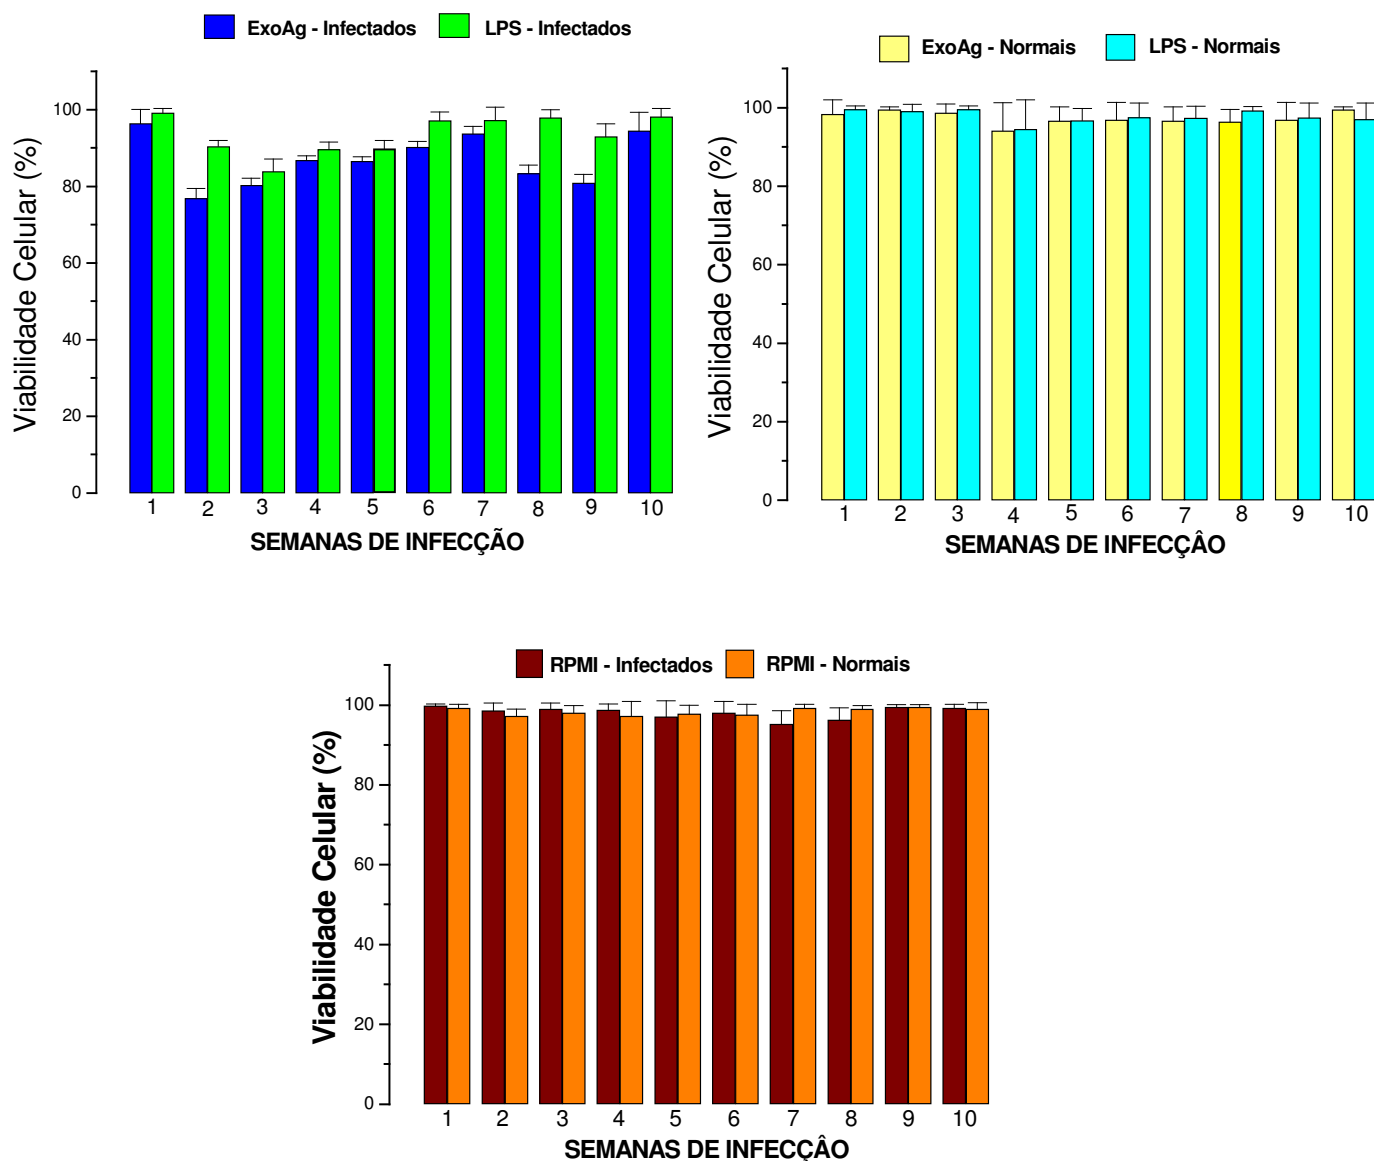 ExoAg - Infectados LPS - Infectados
Viabilidade Celular (%)
100
80
60
40
20
0
1 2 3 4 5 6 7 8 9 10
SEMANAS DE INFECÇÃO
ExoAg - Normais LPS - Normais
Viabilidade Celular (%)
100
80
60
40
20
0
1 2 3 4 5 6 7 8 9 10
SEMANAS DE INFECÇÂO
RPMI - Infectados RPMI - Normais
Viabilidade Celular (%)
100
80
60
40
20
0
1 2 3 4 5 6 7 8 9 10
SEMANAS DE INFECÇÂO